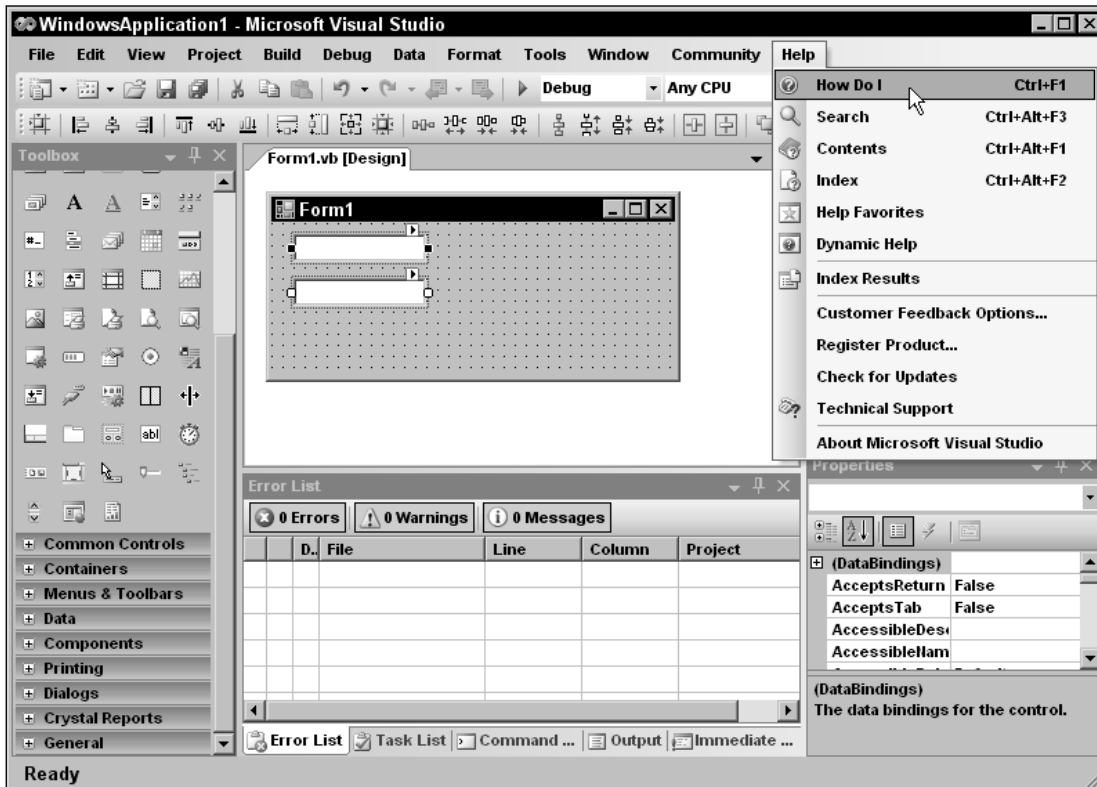 WindowsApplication1 - Microsoft Visual Studio
File Edit View Project Build Debug Data Format Tools Window Community Help
Debug Any CPU
How Do I Ctrl+F1
Search Ctrl+Alt+F3
Contents Ctrl+Alt+F1
Index Ctrl+Alt+F2
Help Favorites
Dynamic Help
Index Results
Customer Feedback Options...
Register Product...
Check for Updates
Technical Support
About Microsoft Visual Studio
Toolbox
Form1.vb [Design]
Form1
A A
abl
Common Controls
Containers
Menus & Toolbars
Data
Components
Printing
Dialogs
Crystal Reports
General
Error List
0 Errors 0 Warnings 0 Messages
D.. File Line Column Project
Error List Task List Command ... Output Immediate ...
Properties
(DataBindings)
AcceptsReturn False
AcceptsTab False
AccessibleDes
AccessibleNam
(DataBindings)
The data bindings for the control.
Ready